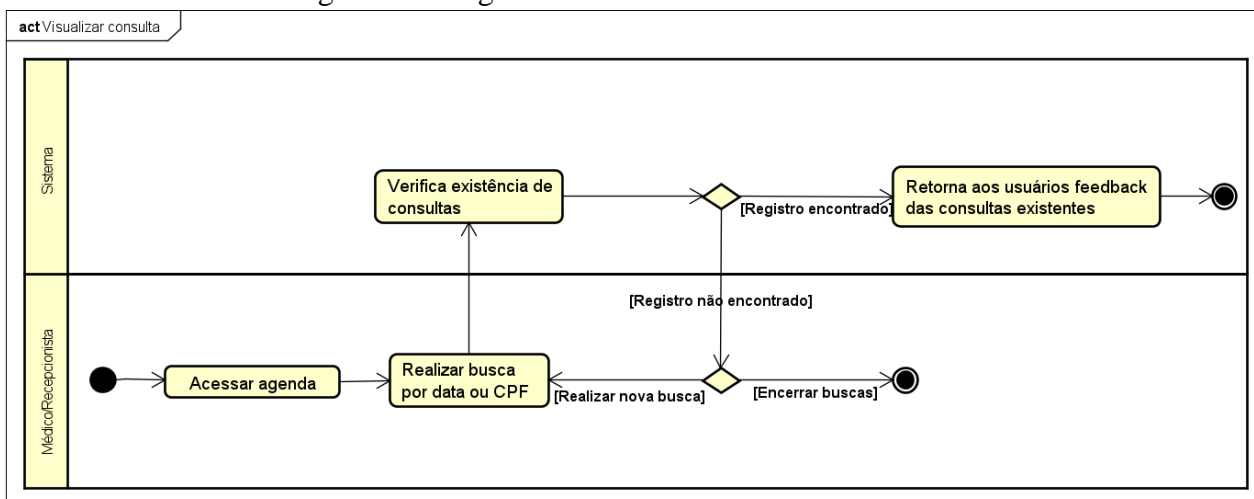 act Visualizar consulta
Sistema
Verifica existência de
consultas
[Registro encontrado]
Retorna aos usuários feedback
das consultas existentes
[Registro não encontrado]
Médico/Recepcionista
Acessar agenda
Realizar busca
por data ou CPF
[Realizar nova busca]
[Encerrar buscas]